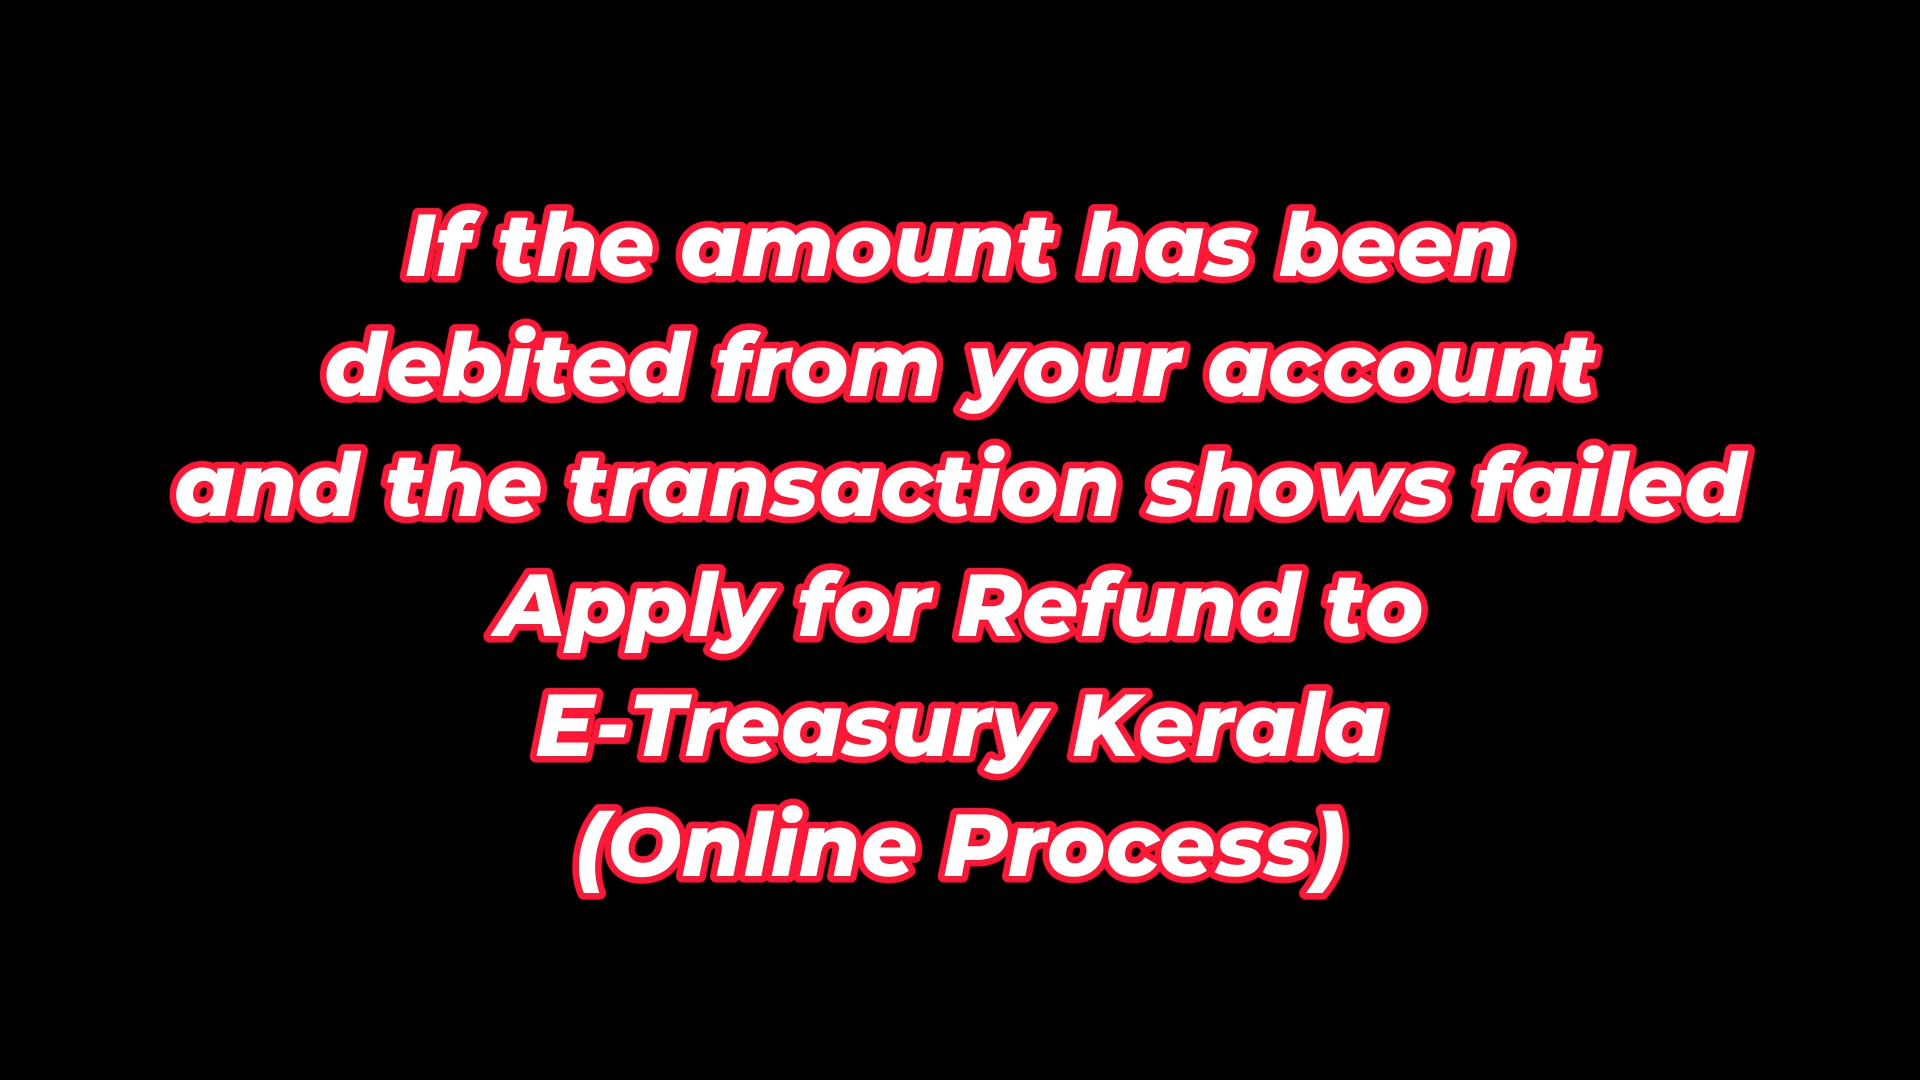 If the amount has been
debited from your account
and the transaction shows failed
Apply for Refund to
E-Treasury Kerala
(Online Process)